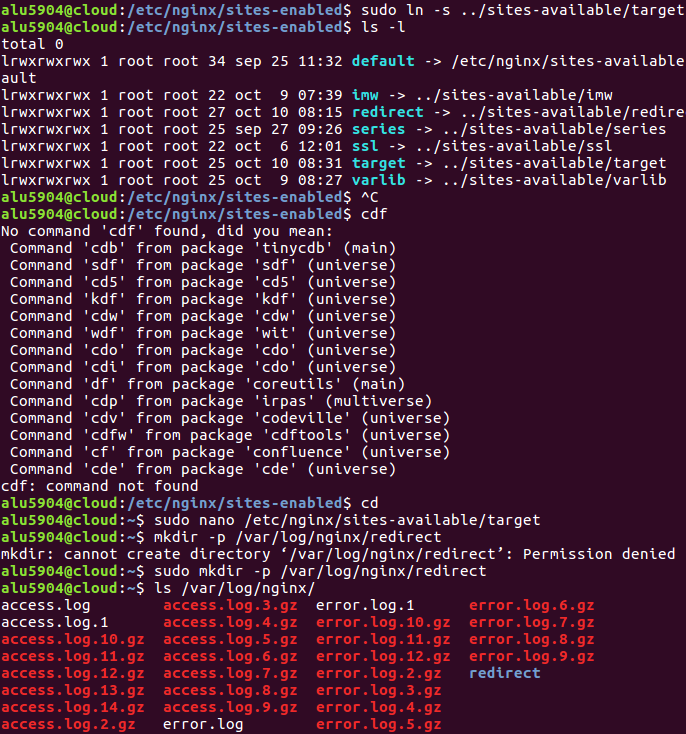 alu5904@cloud:/etc/nginx/sites-enabled$ sudo ln -s ../sites-available/target
alu5904@cloud:/etc/nginx/sites-enabled$ ls -l
total 0
lrwxrwxrwx 1 root root 34 sep 25 11:32 default -> /etc/nginx/sites-available
ault
lrwxrwxrwx 1 root root 22 oct  9 07:39 imw -> ../sites-available/imw
lrwxrwxrwx 1 root root 27 oct 10 08:15 redirect -> ../sites-available/redire
lrwxrwxrwx 1 root root 25 sep 27 09:26 series -> ../sites-available/series
lrwxrwxrwx 1 root root 22 oct  6 12:01 ssl -> ../sites-available/ssl
lrwxrwxrwx 1 root root 25 oct 10 08:31 target -> ../sites-available/target
lrwxrwxrwx 1 root root 25 oct  9 08:27 varlib -> ../sites-available/varlib
alu5904@cloud:/etc/nginx/sites-enabled$ ^C
alu5904@cloud:/etc/nginx/sites-enabled$ cdf
No command 'cdf' found, did you mean:
 Command 'cdb' from package 'tinycdb' (main)
 Command 'sdf' from package 'sdf' (universe)
 Command 'cd5' from package 'cd5' (universe)
 Command 'kdf' from package 'kdf' (universe)
 Command 'cdw' from package 'cdw' (universe)
 Command 'wdf' from package 'wit' (universe)
 Command 'cdo' from package 'cdo' (universe)
 Command 'cdi' from package 'cdo' (universe)
 Command 'df' from package 'coreutils' (main)
 Command 'cdp' from package 'irpas' (multiverse)
 Command 'cdv' from package 'codeville' (universe)
 Command 'cdfw' from package 'cdftools' (universe)
 Command 'cf' from package 'confluence' (universe)
 Command 'cde' from package 'cde' (universe)
cdf: command not found
alu5904@cloud:/etc/nginx/sites-enabled$ cd
alu5904@cloud:~$ sudo nano /etc/nginx/sites-available/target
alu5904@cloud:~$ mkdir -p /var/log/nginx/redirect
mkdir: cannot create directory ‘/var/log/nginx/redirect’: Permission denied
alu5904@cloud:~$ sudo mkdir -p /var/log/nginx/redirect
alu5904@cloud:~$ ls /var/log/nginx/
access.log        access.log.3.gz  error.log.1      error.log.6.gz
access.log.1      access.log.4.gz  error.log.10.gz  error.log.7.gz
access.log.10.gz  access.log.5.gz  error.log.11.gz  error.log.8.gz
access.log.11.gz  access.log.6.gz  error.log.12.gz  error.log.9.gz
access.log.12.gz  access.log.7.gz  error.log.2.gz   redirect
access.log.13.gz  access.log.8.gz  error.log.3.gz
access.log.14.gz  access.log.9.gz  error.log.4.gz
access.log.2.gz   error.log        error.log.5.gz